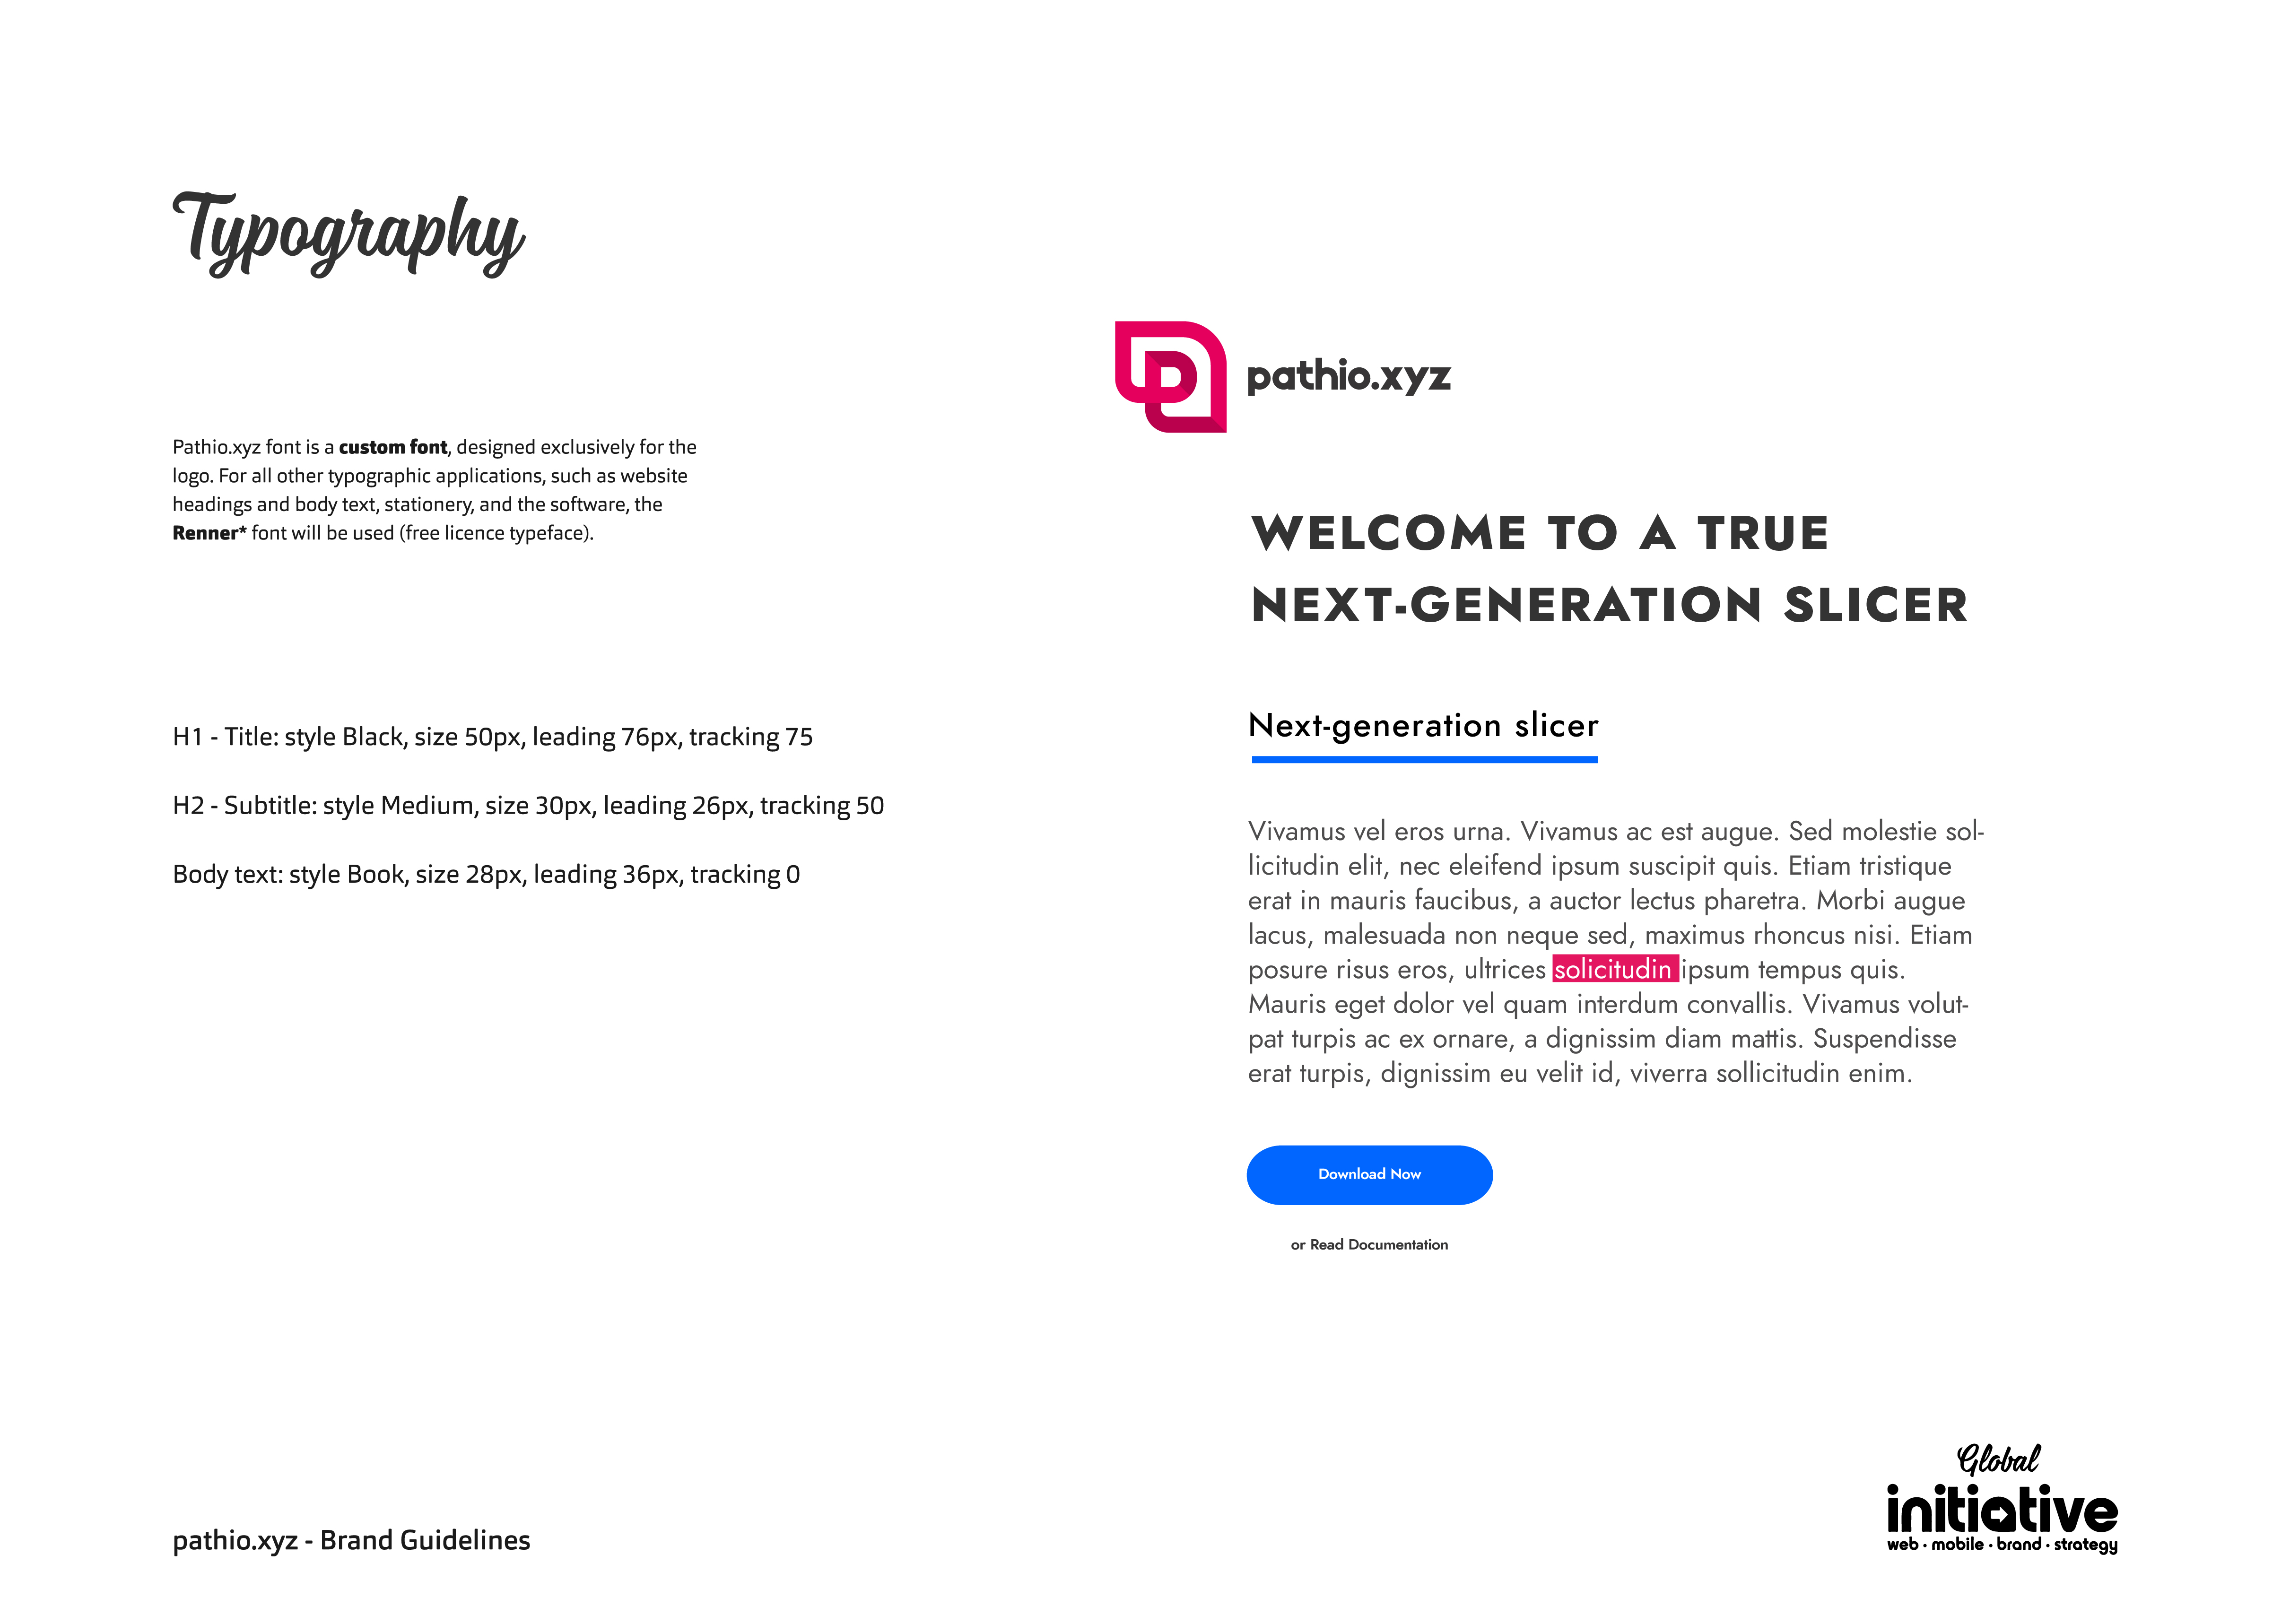 Typography
Pathio.xyz font is a custom font, designed exclusively for the
logo. For all other typographic applications, such as website
headings and body text, stationery, and the software, the
Renner* font will be used (free licence typeface).
H1 - Title: style Black, size 50px, leading 76px, tracking 75
H2 - Subtitle: style Medium, size 30px, leading 26px, tracking 50
Body text: style Book, size 28px, leading 36px, tracking 0
pathio.xyz
WELCOME TO A TRUE
NEXT-GENERATION SLICER
Next-generation slicer
Vivamus vel eros urna. Vivamus ac est augue. Sed molestie sol-
licitudin elit, nec eleifend ipsum suscipit quis. Etiam tristique
erat in mauris faucibus, a auctor lectus pharetra. Morbi augue
lacus, malesuada non neque sed, maximus rhoncus nisi. Etiam
posure risus eros, ultrices solicitudin ipsum tempus quis.
Mauris eget dolor vel quam interdum convallis. Vivamus volut-
pat turpis ac ex ornare, a dignissim diam mattis. Suspendisse
erat turpis, dignissim eu velit id, viverra sollicitudin enim.
Download Now
or Read Documentation
pathio.xyz - Brand Guidelines
Global
initiative
web · mobile · brand · strategy